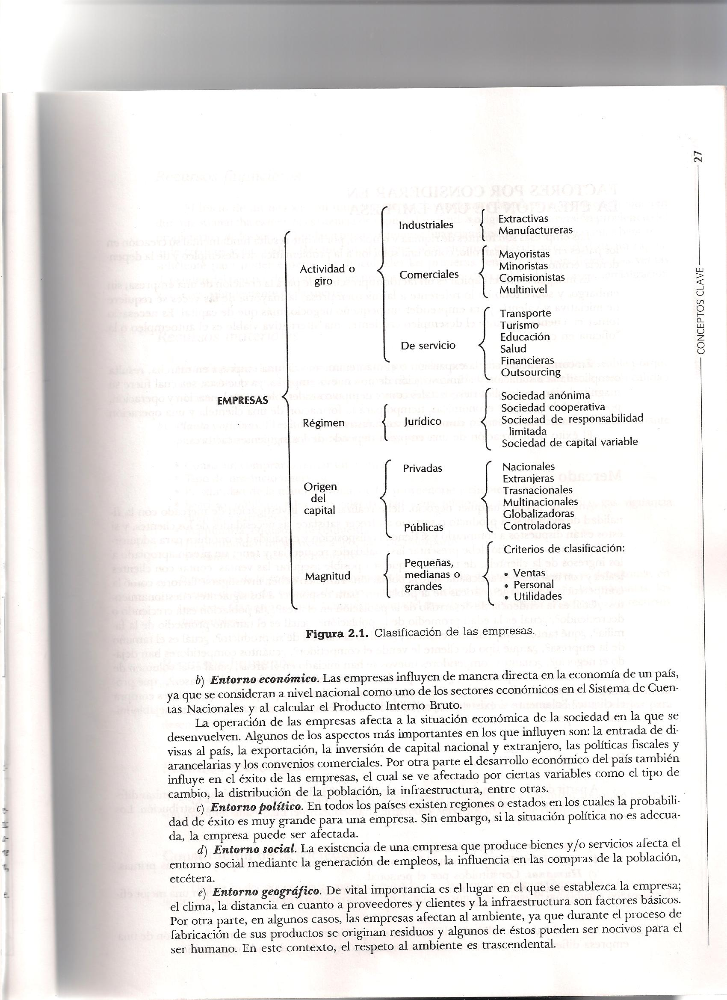 27
CONCEPTOS CLAVE
EMPRESAS
Actividad o
giro
Industriales
Extractivas
Manufactureras
Comerciales
Mayoristas
Minoristas
Comisionistas
Multinivel
De servicio
Transporte
Turismo
Educación
Salud
Financieras
Outsourcing
Régimen
Jurídico
Sociedad anónima
Sociedad cooperativa
Sociedad de responsabilidad
limitada
Sociedad de capital variable
Origen
del
capital
Privadas
Públicas
Nacionales
Extranjeras
Trasnacionales
Multinacionales
Globalizadoras
Controladoras
Magnitud
Pequeñas,
medianas o
grandes
Criterios de clasificación:
• Ventas
• Personal
• Utilidades
Figura 2.1. Clasificación de las empresas.
b) Entorno económico. Las empresas influyen de manera directa en la economía de un país,
ya que se consideran a nivel nacional como uno de los sectores económicos en el Sistema de Cuen-
tas Nacionales y al calcular el Producto Interno Bruto.
La operación de las empresas afecta a la situación económica de la sociedad en la que se
desenvuelven. Algunos de los aspectos más importantes en los que influyen son: la entrada de di-
visas al país, la exportación, la inversión de capital nacional y extranjero, las políticas fiscales y
arancelarias y los convenios comerciales. Por otra parte el desarrollo económico del país también
influye en el éxito de las empresas, el cual se ve afectado por ciertas variables como el tipo de
cambio, la distribución de la población, la infraestructura, entre otras.
c) Entorno político. En todos los países existen regiones o estados en los cuales la probabili-
dad de éxito es muy grande para una empresa. Sin embargo, si la situación política no es adecua-
da, la empresa puede ser afectada.
d) Entorno social. La existencia de una empresa que produce bienes y/o servicios afecta el
entorno social mediante la generación de empleos, la influencia en las compras de la población,
etcétera.
e) Entorno geográfico. De vital importancia es el lugar en el que se establezca la empresa;
el clima, la distancia en cuanto a proveedores y clientes y la infraestructura son factores básicos.
Por otra parte, en algunos casos, las empresas afectan al ambiente, ya que durante el proceso de
fabricación de sus productos se originan residuos y algunos de éstos pueden ser nocivos para el
ser humano. En este contexto, el respeto al ambiente es trascendental.